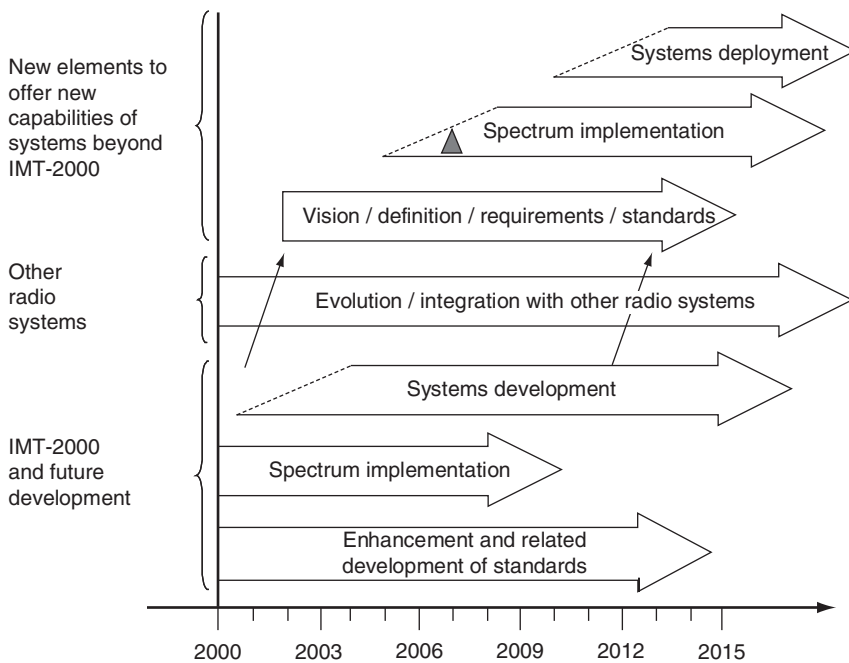 New elements to
offer new
capabilities of
systems beyond
IMT-2000
Systems deployment
Spectrum implementation
Vision / definition / requirements / standards
Other
radio
systems
Evolution / integration with other radio systems
IMT-2000
and future
development
Systems development
Spectrum implementation
Enhancement and related
development of standards
2000 2003 2006 2009 2012 2015